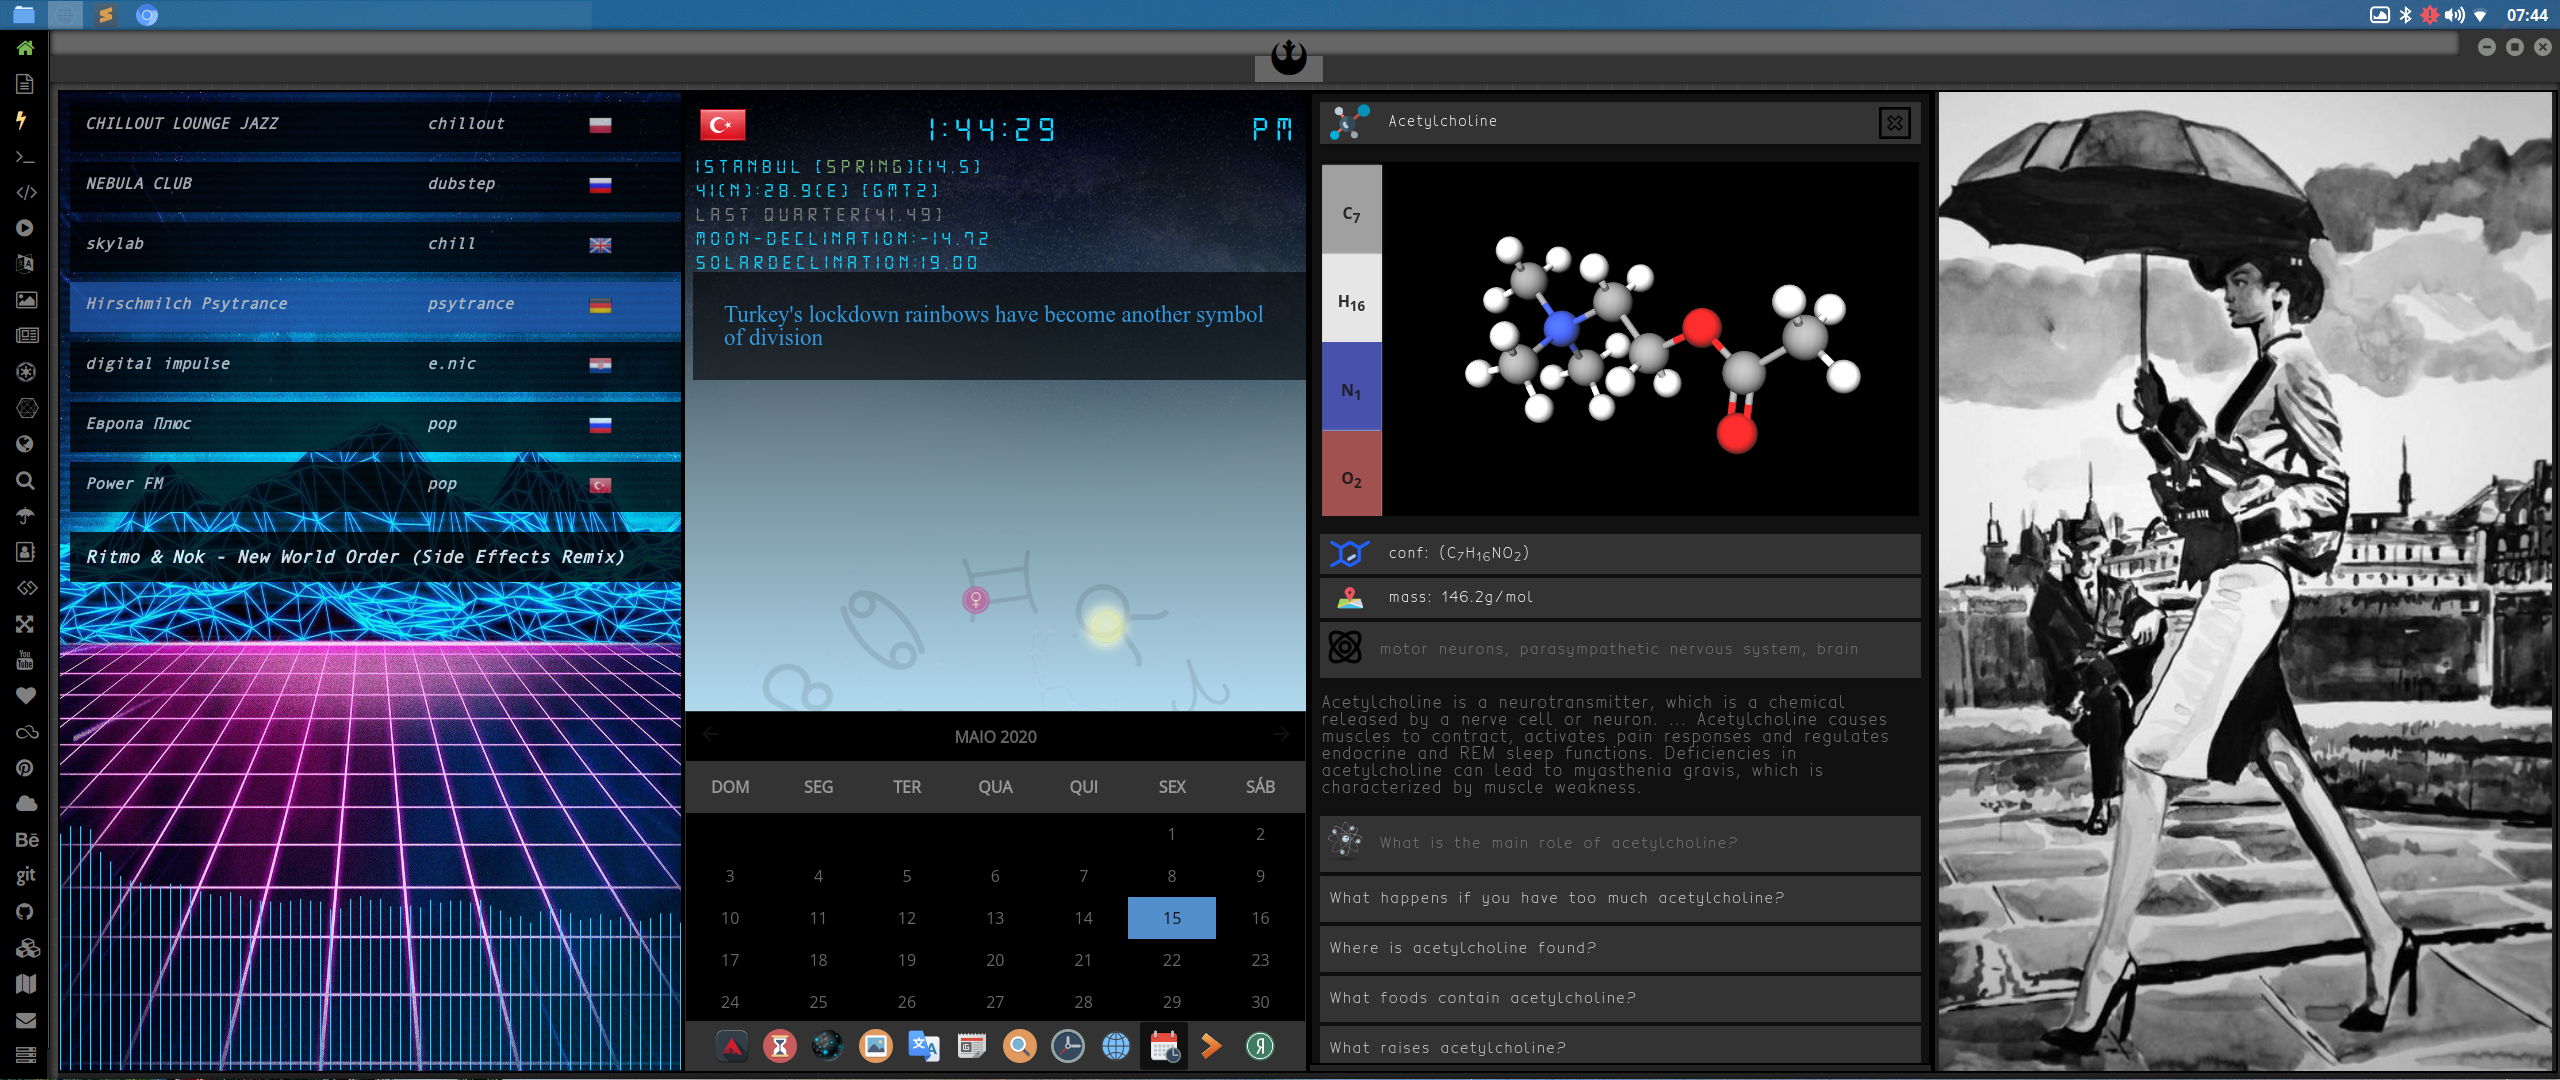 07:44
CHILLOUT LOUNGE JAZZ chillout
NEBULA CLUB dubstep
skylab chill
Hirschmilch Psytrance psytrance
digital impulse e.nic
Европа Плюс pop
Power FM pop
Ritmo & Nok - New World Order (Side Effects Remix)
You
Tube
Bē
git
1:44:29 PM
ISTANBUL [SPRING][14.5]
41(N):28.9(E) [GMT2]
LAST QUARTER[41.49]
MOON-DECLINATION:-14.72
SOLARDECLINATION:19.00
Turkey's lockdown rainbows have become another symbol
of division
MAIO 2020
DOM SEG TER QUA QUI SEX SÁB
1 2
3 4 5 6 7 8 9
10 11 12 13 14 15 16
17 18 19 20 21 22 23
24 25 26 27 28 29 30
Acetylcholine
C7
H16
N1
O2
conf: (C7H16NO2)
mass: 146.2g/mol
motor neurons, parasympathetic nervous system, brain
Acetylcholine is a neurotransmitter, which is a chemical
released by a nerve cell or neuron. ... Acetylcholine causes
muscles to contract, activates pain responses and regulates
endocrine and REM sleep functions. Deficiencies in
acetylcholine can lead to myasthenia gravis, which is
characterized by muscle weakness.
What is the main role of acetylcholine?
What happens if you have too much acetylcholine?
Where is acetylcholine found?
What foods contain acetylcholine?
What raises acetylcholine?